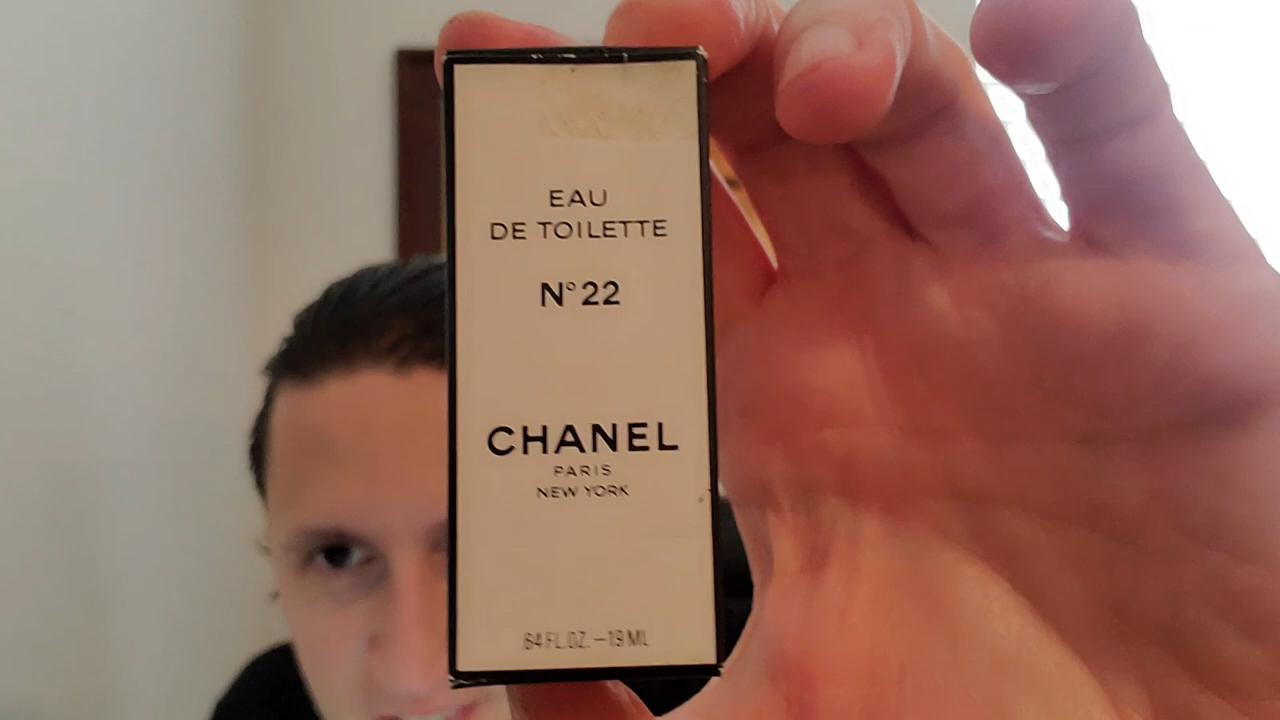 EAU
DE TOILETTE
N°22
CHANEL
PARIS
NEW YORK
.64 FL.OZ. – 19 ML